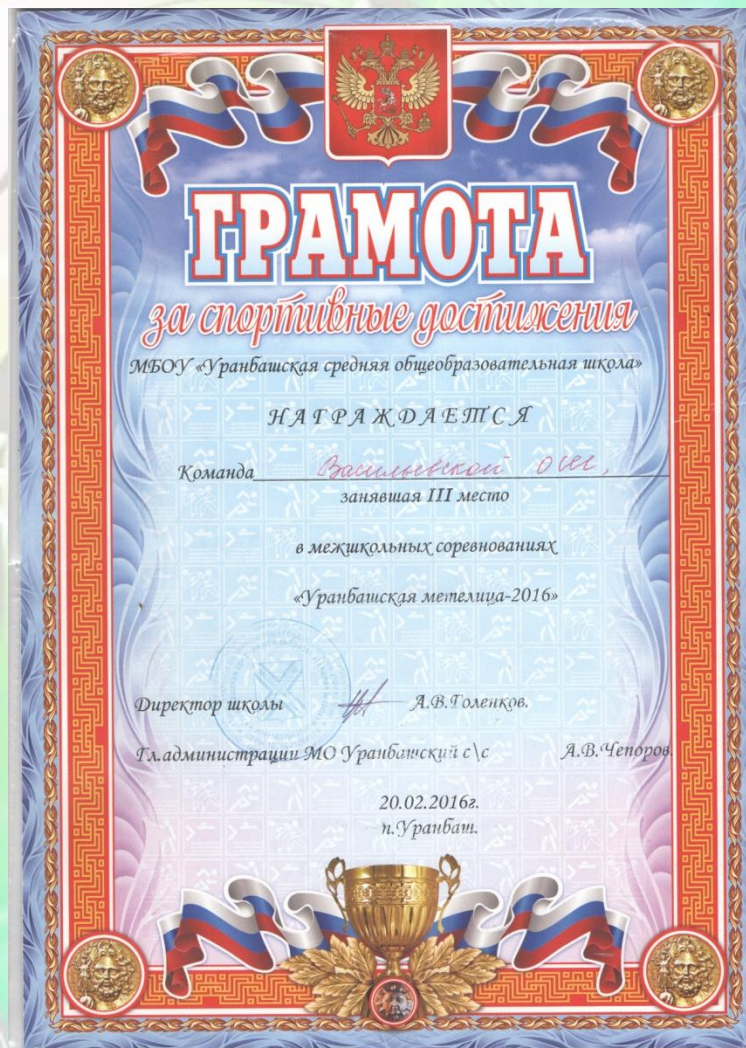 ГРАМОТА
за спортивные достижения
МБОУ «Уранбашская средняя общеобразовательная школа»
НАГРАЖДАЕТСЯ
Команда Васильевской ОШ,
занявшая III место
в межшкольных соревнованиях
«Уранбашская метелица-2016»
Директор школы А.В.Голенков.
Гл.администрации МО Уранбашский с\с А.В.Чепоров.
20.02.2016г.
п.Уранбаш.